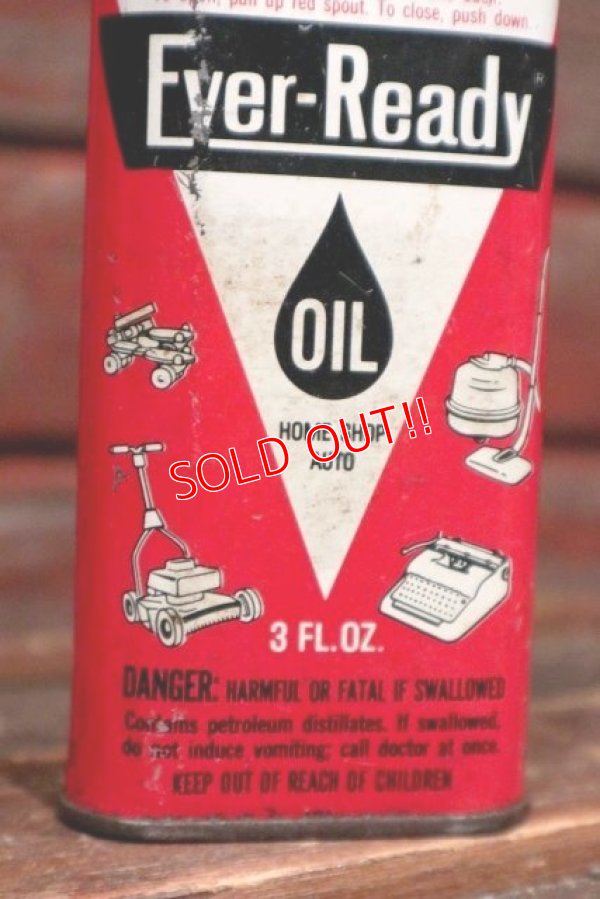 pull up red spout. To close, push down.
Ever-Ready®
OIL
HOME SHOP
AUTO
SOLD OUT!!
3 FL. OZ.
DANGER: HARMFUL OR FATAL IF SWALLOWED
Contains petroleum distillates. If swallowed,
do not induce vomiting; call doctor at once.
KEEP OUT OF REACH OF CHILDREN